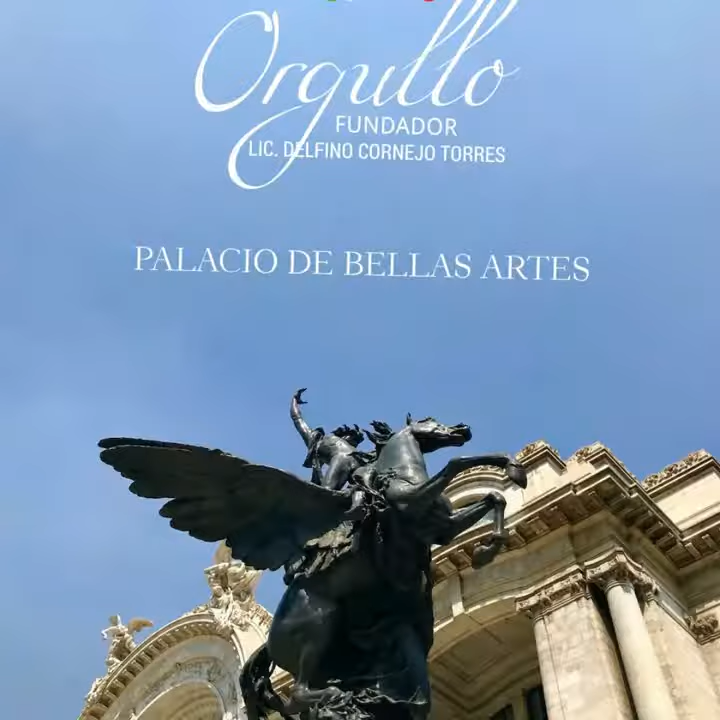 Orgullo
FUNDADOR
LIC. DELFINO CORNEJO TORRES
PALACIO DE BELLAS ARTES